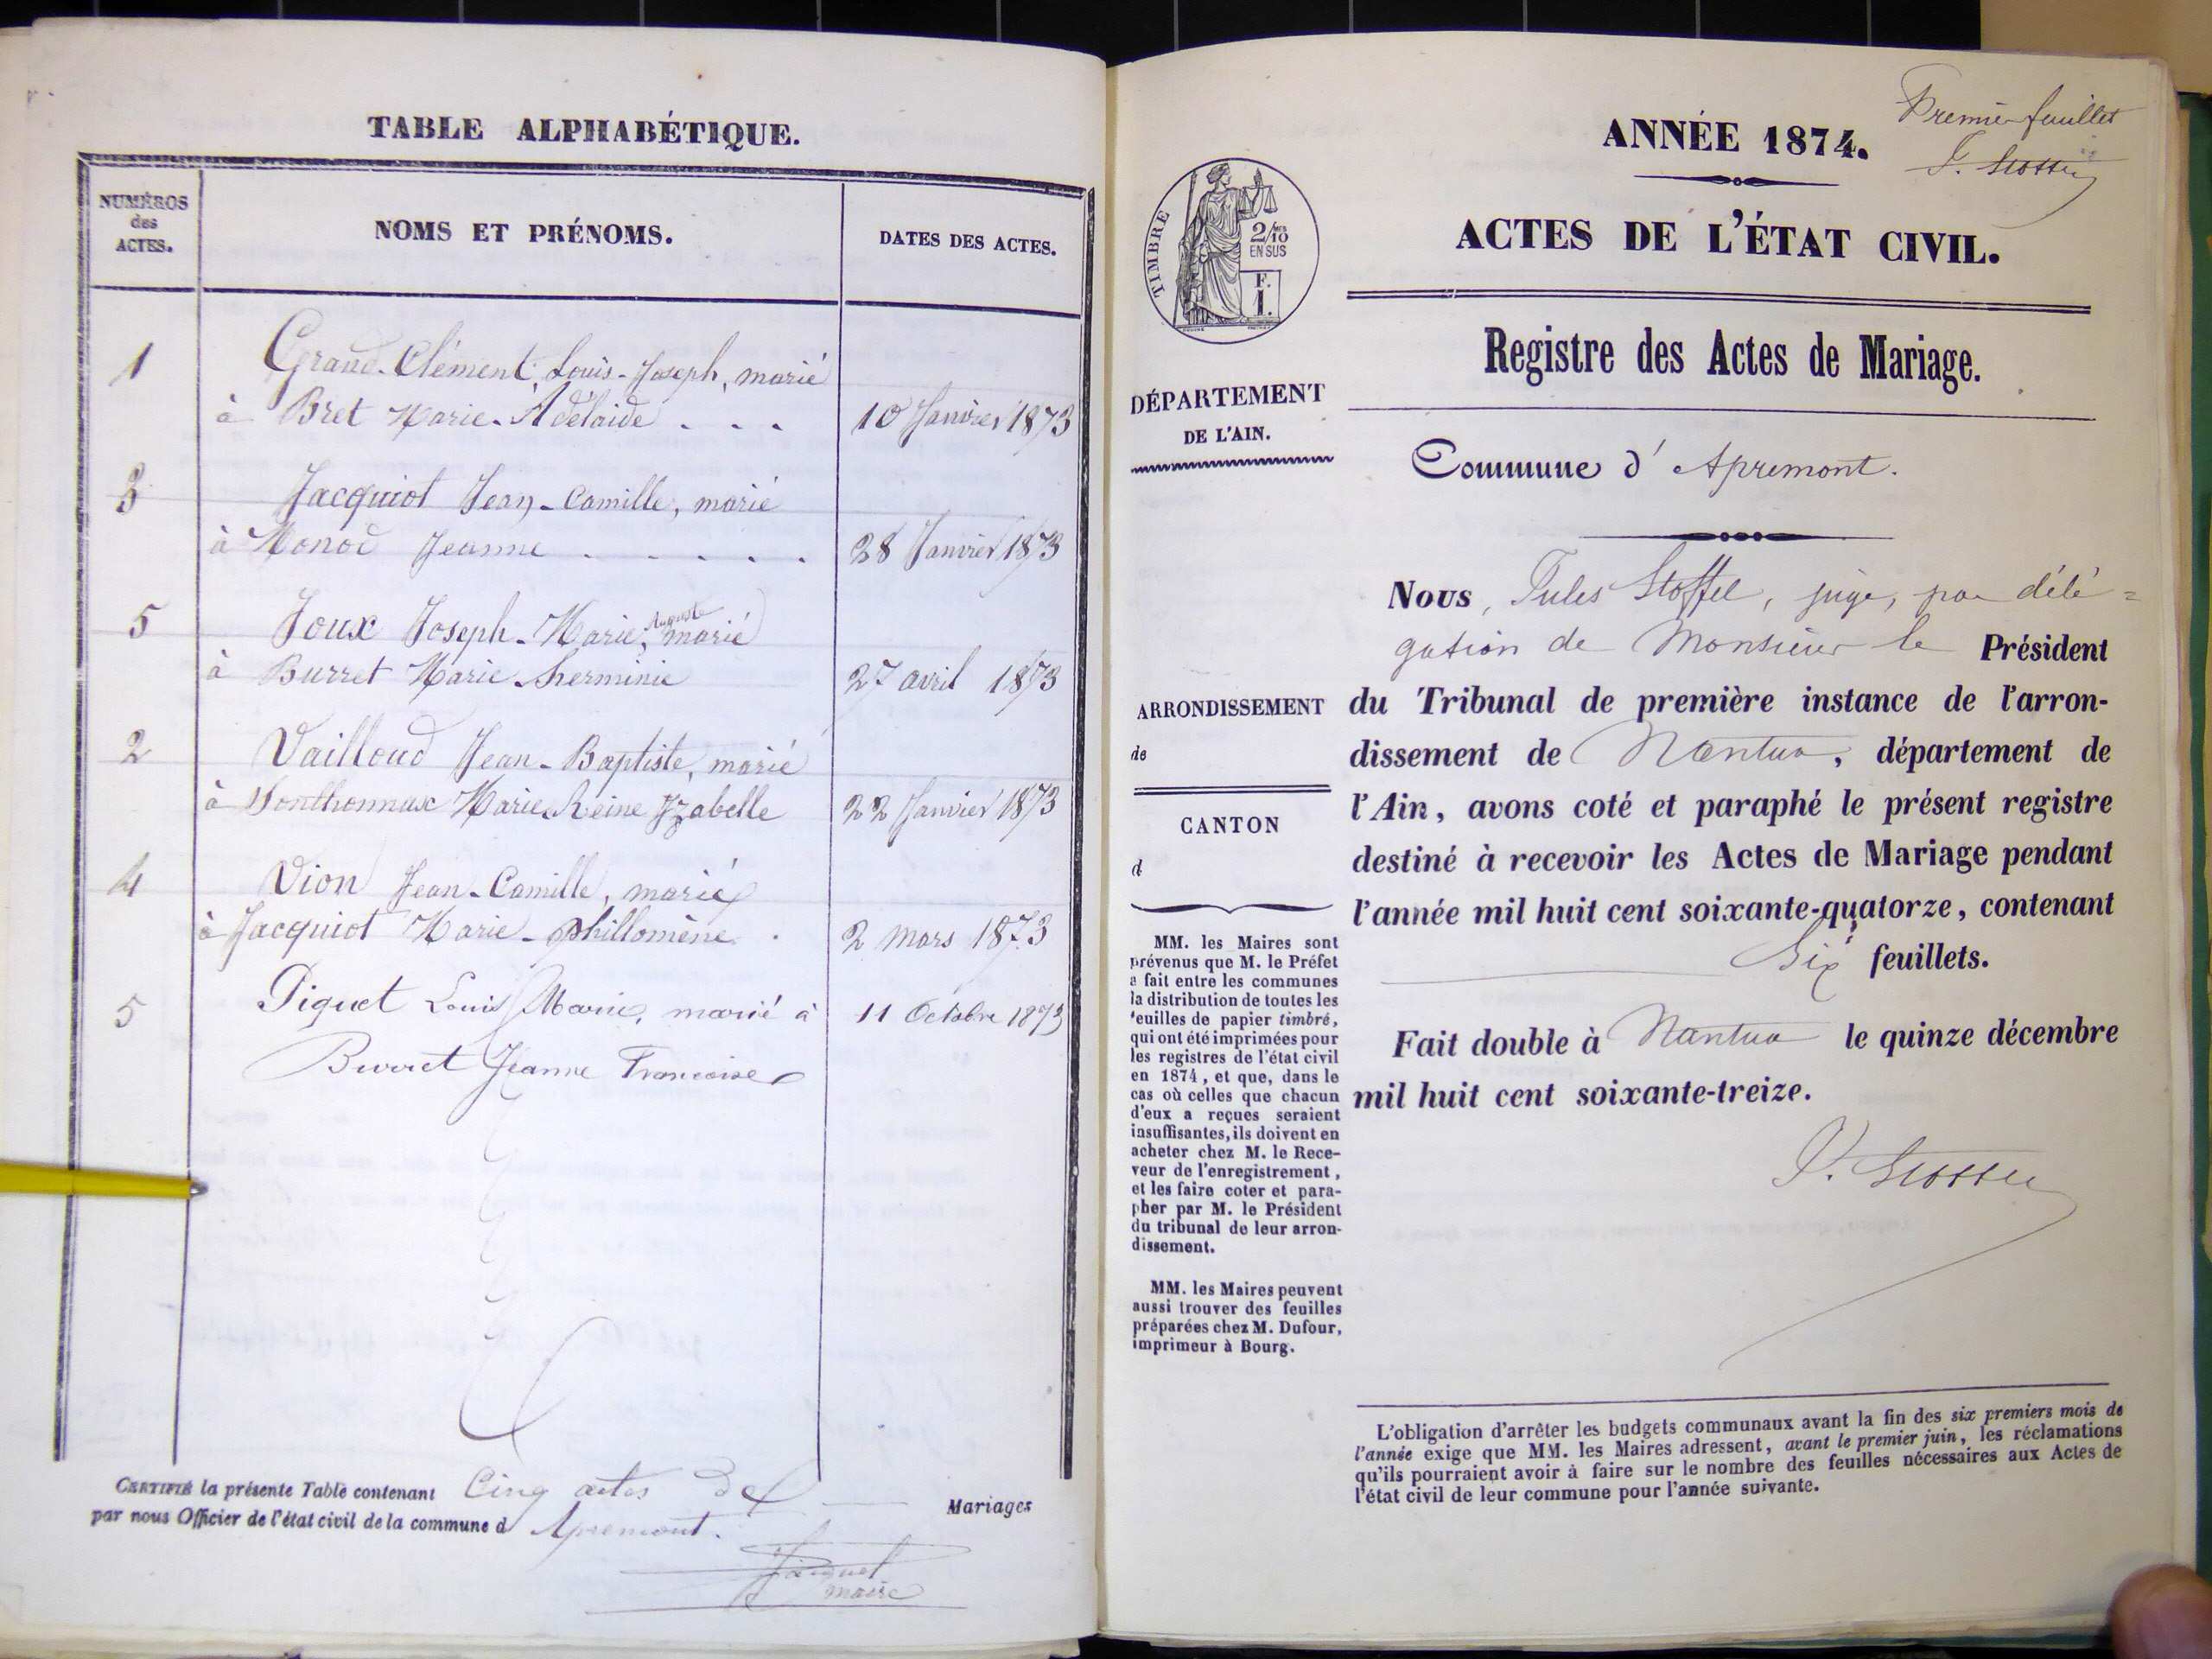 TABLE ALPHABÉTIQUE.
NUMÉROS
des
ACTES.
NOMS ET PRÉNOMS.
DATES DES ACTES.
1 Grand-Clément, Louis-Joseph, marié
à Bret Marie-Adélaide . . . 10 Janvier 1873
3 Jacquiot Jean-Camille, marié
à Monod Jeanne . . . . . 28 Janvier 1873
August
5 Joux Joseph-Marie, marié
à Burret Marie herminie 27 avril 1873
2 Vailloud Jean-Baptiste, marié
à Ponthonnax Marie Reine Izabelle 22 Janvier 1873
4 Vion Jean-Camille, marié
à Jacquiot Marie-phillomène . 2 mars 1873
5 Piquet Louis Marie, marié à 11 Octobre 1873
Burret Jeanne Francoise
CERTIFIÉ la présente Table contenant Cinq actes de Mariages
par nous Officier de l'état civil de la commune d Apremont.
maire
Premier feuillet
ANNÉE 1874.
J. Stoffel
ACTES DE L'ÉTAT CIVIL.
TIMBRE
2/10
EN SUS
F.
1.
Registre des Actes de Mariage.
DÉPARTEMENT
DE L'AIN.
Commune d' Apremont.
ARRONDISSEMENT
de
CANTON
d
MM. les Maires sont
prévenus que M. le Préfet
a fait entre les communes
la distribution de toutes les
feuilles de papier timbré,
qui ont été imprimées pour
les registres de l'état civil
en 1874, et que, dans le
cas où celles que chacun
d'eux a reçues seraient
insuffisantes, ils doivent en
acheter chez M. le Rece-
veur de l'enregistrement,
et les faire coter et para-
pher par M. le Président
du tribunal de leur arron-
dissement.
MM. les Maires peuvent
aussi trouver des feuilles
préparées chez M. Dufour,
imprimeur à Bourg.
Nous, Jules Stoffel, juge, par délé=
gation de Monsieur le Président
du Tribunal de première instance de l'arron-
dissement de Nantua, département de
l'Ain, avons coté et paraphé le présent registre
destiné à recevoir les Actes de Mariage pendant
l'année mil huit cent soixante-quatorze, contenant
Six feuillets.
Fait double à Nantua le quinze décembre
mil huit cent soixante-treize.
J. Stoffel
L'obligation d'arrêter les budgets communaux avant la fin des six premiers mois de
l'année exige que MM. les Maires adressent, avant le premier juin, les réclamations
qu'ils pourraient avoir à faire sur le nombre des feuilles nécessaires aux Actes de
l'état civil de leur commune pour l'année suivante.